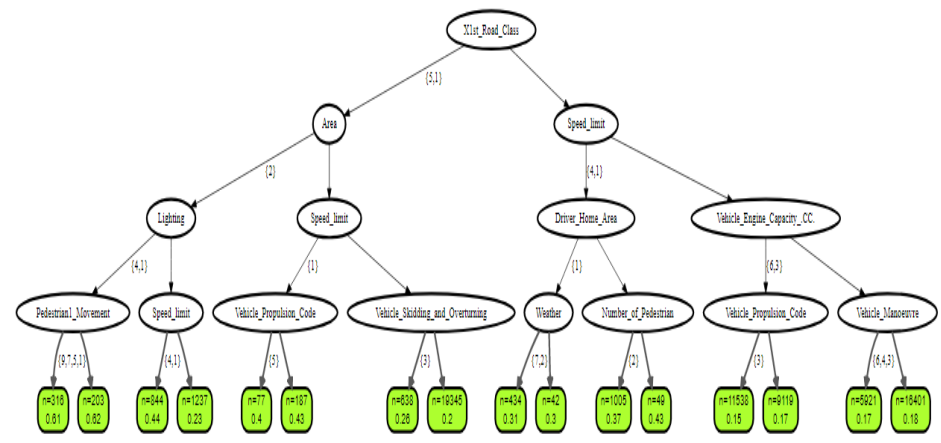 X1st_Road_Class
{5,1}
Area
Speed_limit
{2}
{4,1}
Lighting
Speed_limit
Driver_Home_Area
Vehicle_Engine_Capacity_.CC.
{4,1}
{1}
{1}
{6,3}
Pedestrian1_Movement
Speed_limit
Vehicle_Propulsion_Code
Vehicle_Skidding_and_Overturning
Weather
Number_of_Pedestrian
Vehicle_Propulsion_Code
Vehicle_Manoeuvre
{9,7,5,1}
{4,1}
{5}
{3}
{7,2}
{2}
{3}
{6,4,3}
n=316
0.61
n=203
0.62
n=844
0.44
n=1237
0.23
n=77
0.4
n=187
0.43
n=638
0.26
n=19345
0.2
n=434
0.31
n=42
0.3
n=1005
0.37
n=49
0.43
n=11538
0.15
n=9119
0.17
n=5921
0.17
n=16401
0.18